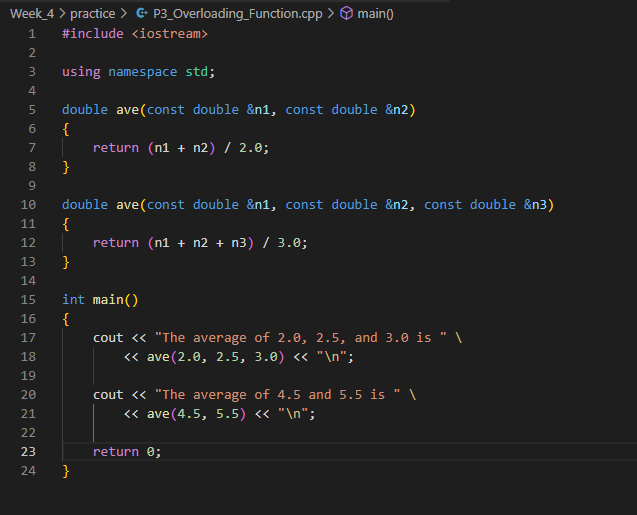 Week_4 > practice > P3_Overloading_Function.cpp > main()
1 #include <iostream>
2
3 using namespace std;
4
5 double ave(const double &n1, const double &n2)
6 {
7     return (n1 + n2) / 2.0;
8 }
9
10 double ave(const double &n1, const double &n2, const double &n3)
11 {
12     return (n1 + n2 + n3) / 3.0;
13 }
14
15 int main()
16 {
17     cout << "The average of 2.0, 2.5, and 3.0 is " \
18         << ave(2.0, 2.5, 3.0) << "\n";
19
20     cout << "The average of 4.5 and 5.5 is " \
21         << ave(4.5, 5.5) << "\n";
22
23     return 0;
24 }